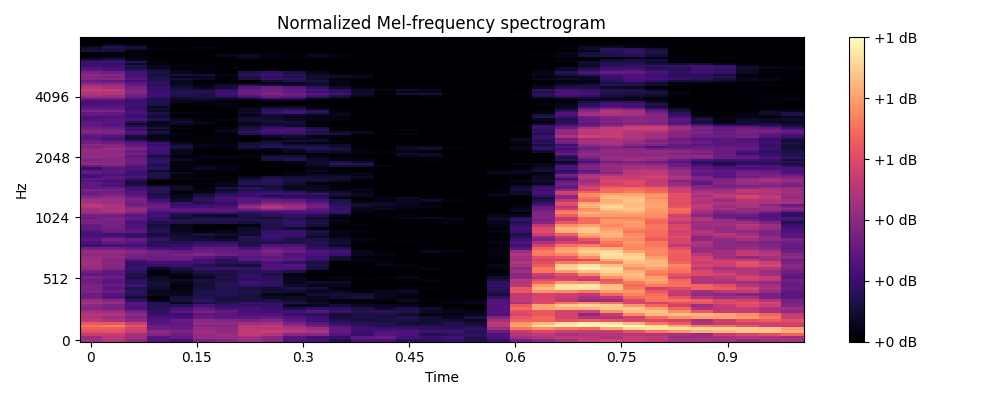 Normalized Mel-frequency spectrogram
+1 dB
+1 dB
+1 dB
+0 dB
+0 dB
+0 dB
4096
2048
1024
512
0
Hz
0 0.15 0.3 0.45 0.6 0.75 0.9
Time